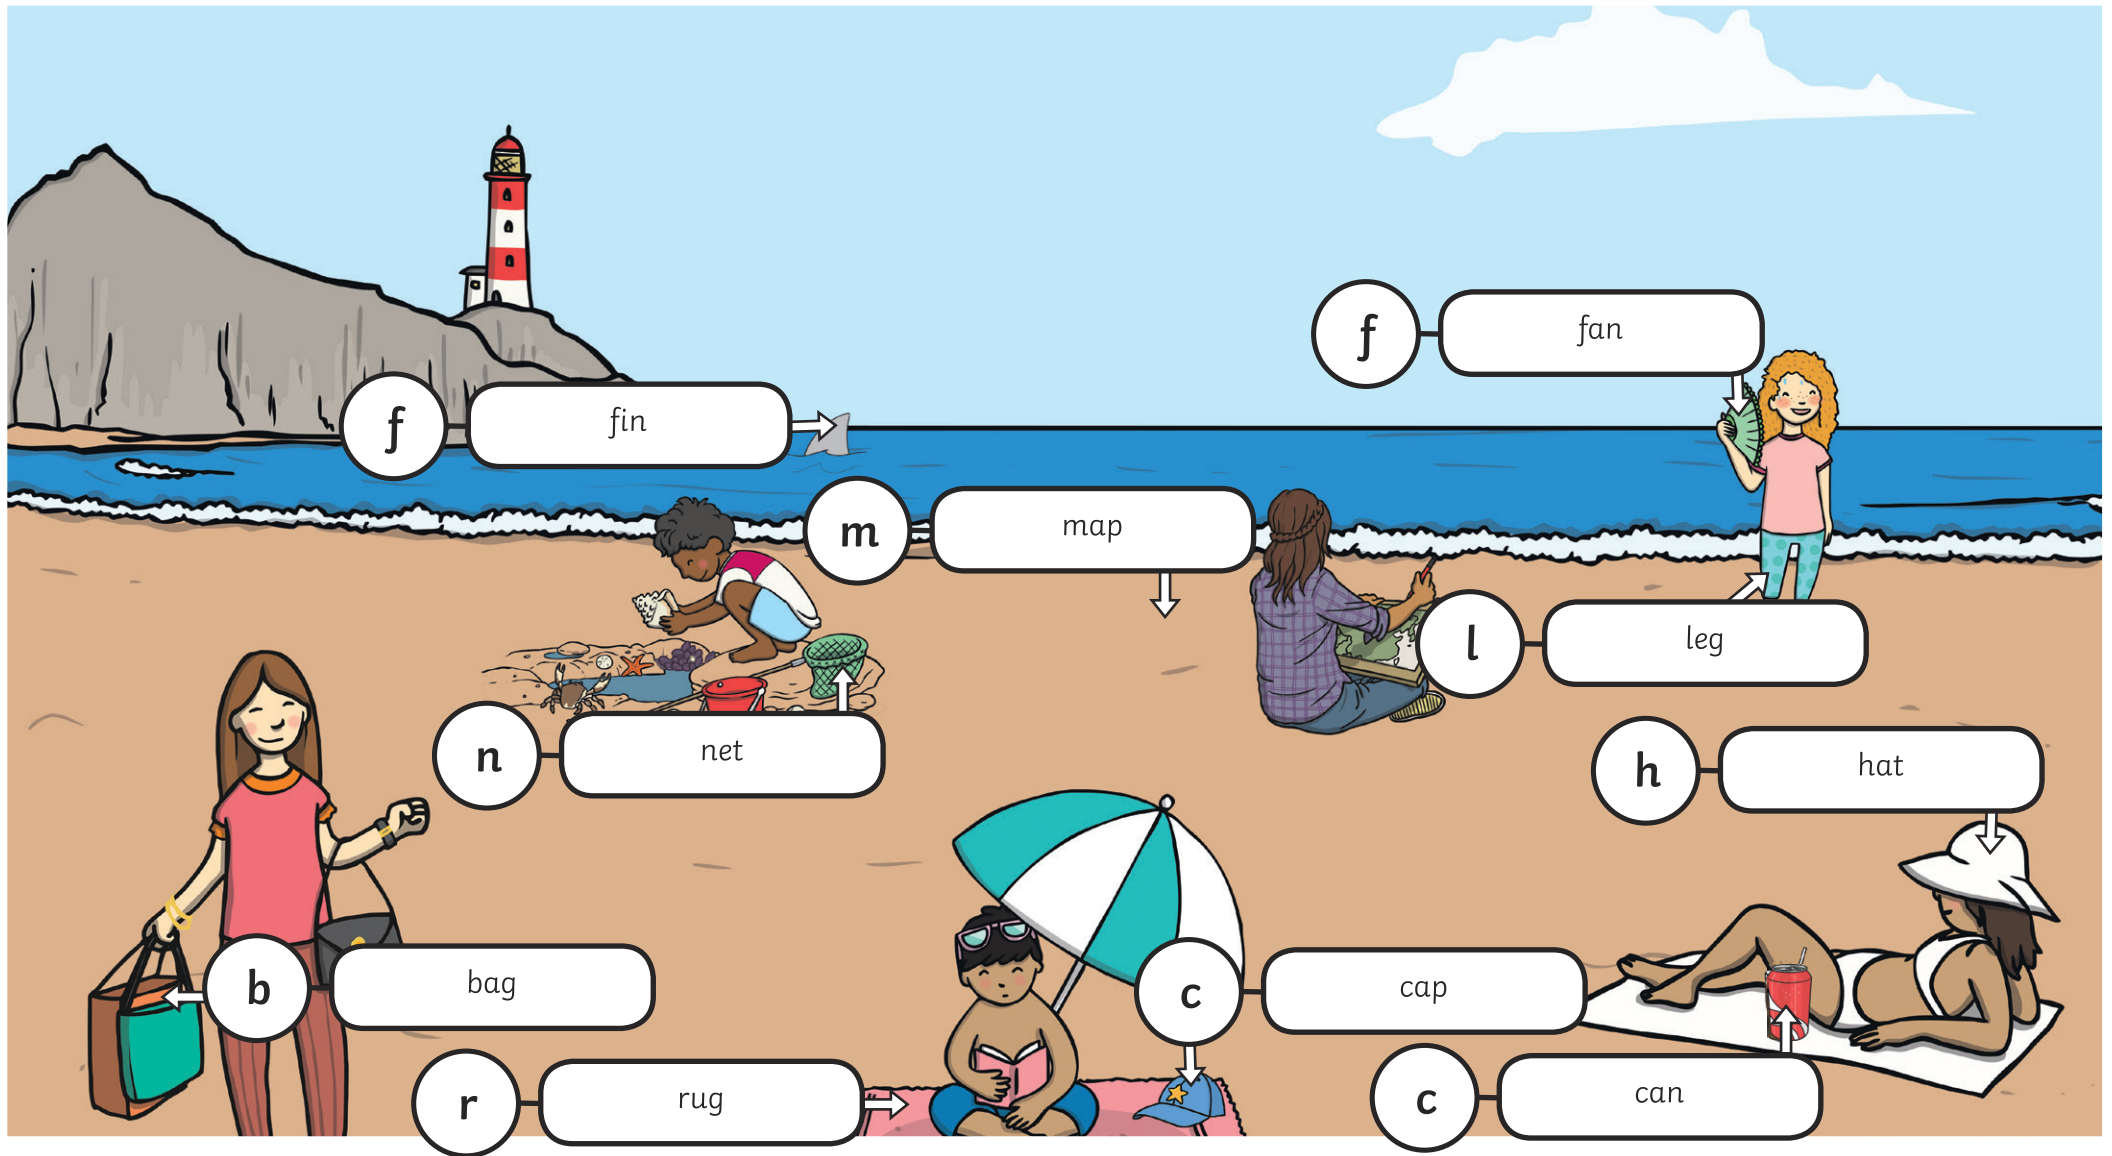 f fan
f fin
m map
l leg
n net
h hat
b bag
c cap
r rug
c can